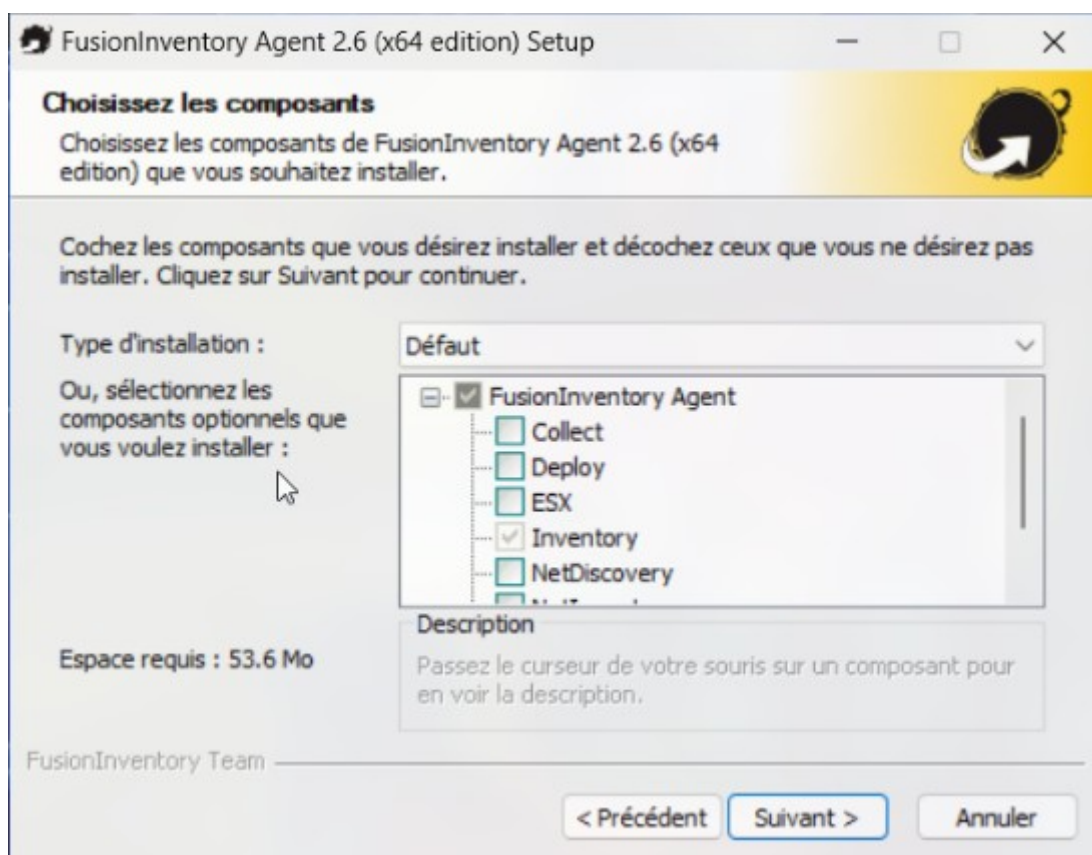 FusionInventory Agent 2.6 (x64 edition) Setup
Choisissez les composants
Choisissez les composants de FusionInventory Agent 2.6 (x64
edition) que vous souhaitez installer.
Cochez les composants que vous désirez installer et décochez ceux que vous ne désirez pas
installer. Cliquez sur Suivant pour continuer.
Type d'installation :
Défaut
Ou, sélectionnez les
composants optionnels que
vous voulez installer :
FusionInventory Agent
Collect
Deploy
ESX
Inventory
NetDiscovery
Espace requis : 53.6 Mo
Description
Passez le curseur de votre souris sur un composant pour
en voir la description.
FusionInventory Team
< Précédent
Suivant >
Annuler